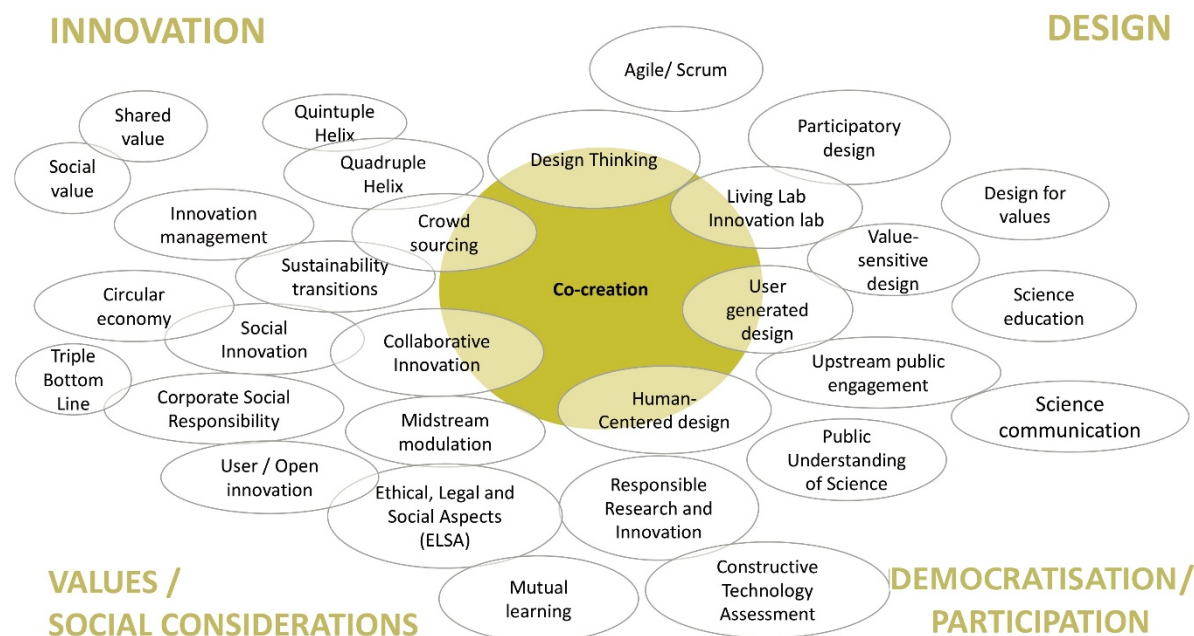 INNOVATION
DESIGN
Agile/ Scrum
Shared
value
Quintuple
Helix
Participatory
design
Social
value
Quadruple
Helix
Design Thinking
Living Lab
Innovation lab
Design for
values
Innovation
management
Crowd
sourcing
Value-
sensitive
design
Sustainability
transitions
Co-creation
User
generated
design
Circular
economy
Science
education
Social
Innovation
Collaborative
Innovation
Upstream public
engagement
Triple
Bottom
Line
Corporate Social
Responsibility
Midstream
modulation
Human-
Centered design
Science
communication
Public
Understanding
of Science
User / Open
innovation
Ethical, Legal and
Social Aspects
(ELSA)
Responsible
Research and
Innovation
Mutual
learning
Constructive
Technology
Assessment
VALUES /
SOCIAL CONSIDERATIONS
DEMOCRATISATION/
PARTICIPATION